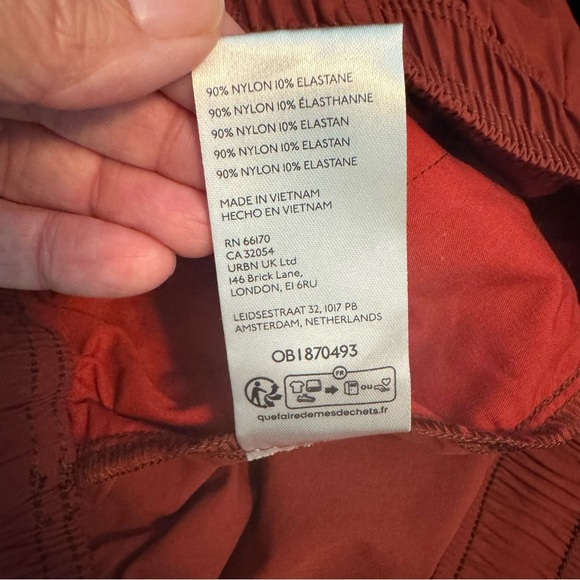 90% NYLON 10% ELASTANE
90% NYLON 10% ÉLASTHANNE
90% NYLON 10% ELASTAN
90% NYLON 10% ELASTAN
90% NYLON 10% ELASTANE
MADE IN VIETNAM
HECHO EN VIETNAM
RN 66170
CA 32054
URBN UK Ltd
146 Brick Lane,
LONDON, E1 6RU
LEIDSESTRAAT 32, 1017 PB
AMSTERDAM, NETHERLANDS
OB1870493
FR
OU
quefairedemesdechets.fr